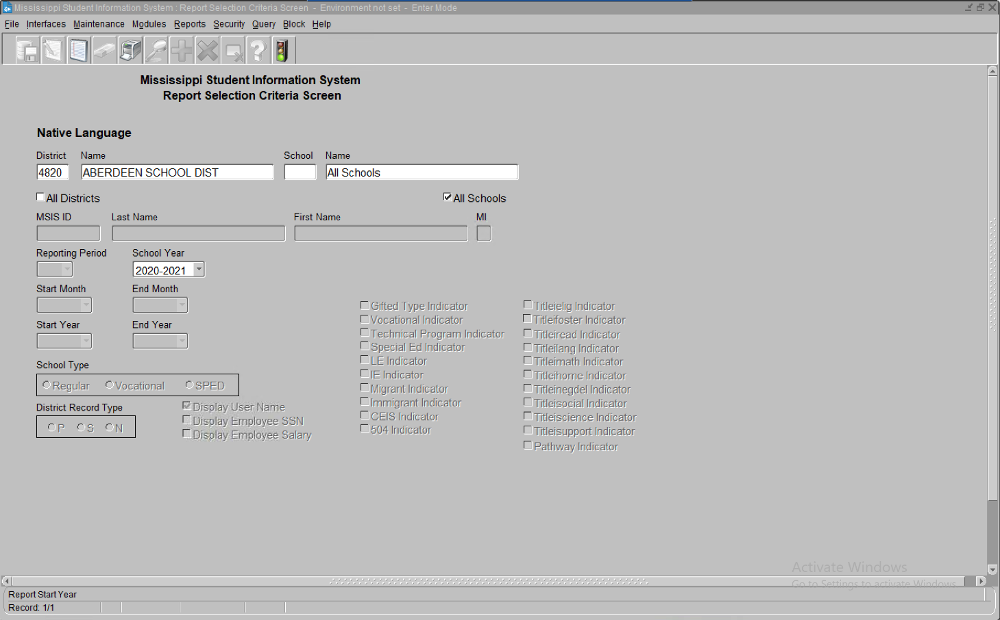 Mississippi Student Information System : Report Selection Criteria Screen - Environment not set - Enter Mode
File Interfaces Maintenance Modules Reports Security Query Block Help
Mississippi Student Information System
Report Selection Criteria Screen
Native Language
District Name School Name
4820 ABERDEEN SCHOOL DIST All Schools
All Districts All Schools
MSIS ID Last Name First Name MI
Reporting Period School Year
2020-2021
Start Month End Month
Start Year End Year
School Type
Regular Vocational SPED
District Record Type
P S N
Display User Name
Display Employee SSN
Display Employee Salary
Gifted Type Indicator
Vocational Indicator
Technical Program Indicator
Special Ed Indicator
LE Indicator
IE Indicator
Migrant Indicator
Immigrant Indicator
CEIS Indicator
504 Indicator
Titleielig Indicator
Titleifoster Indicator
Titleiread Indicator
Titleilang Indicator
Titleimath Indicator
Titleihome Indicator
Titleinegdel Indicator
Titleisocial Indicator
Titleiscience Indicator
Titleisupport Indicator
Pathway Indicator
Activate Windows
Go to Settings to activate Windows.
Report Start Year
Record: 1/1